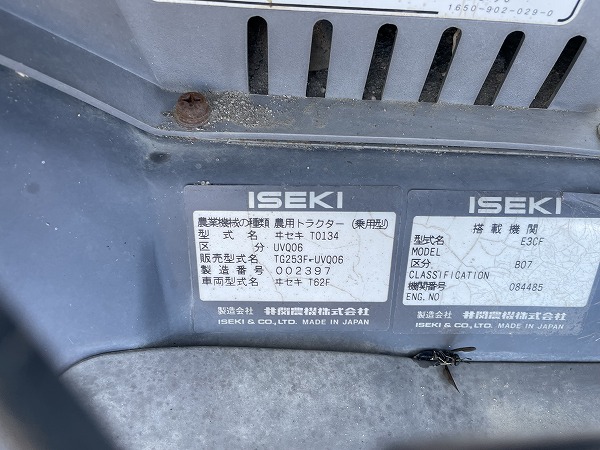 1650-902-029-0
ISEKI
農業機械の種類 農用トラクター (乗用型)
型式名 ヰセキ TO134
区分 UVQ06
販売型式名 TG253F-UVQ06
製造番号 002397
車両型式名 ヰセキ T62F
製造会社 井関農機株式会社
ISEKI & CO., LTD. MADE IN JAPAN
ISEKI
搭載機関
型式名 E3CF
MODEL
区分 B07
CLASSIFICATION
機関番号 084485
ENG.NO
製造会社 井関農機株式会社
ISEKI & CO., LTD. MADE IN JAPAN